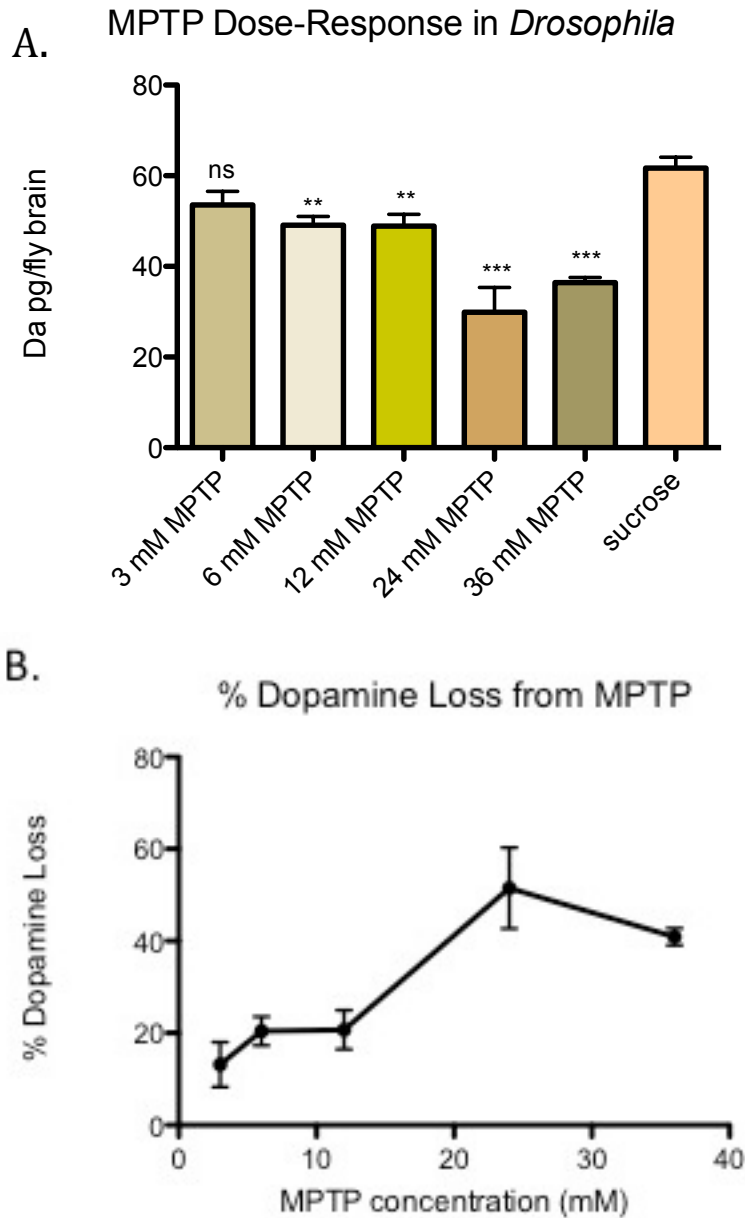 A.
MPTP Dose-Response in Drosophila
Da pg/fly brain
80
60
40
20
0
ns
**
**
***
***
3 mM MPTP
6 mM MPTP
12 mM MPTP
24 mM MPTP
36 mM MPTP
sucrose
B.
% Dopamine Loss from MPTP
% Dopamine Loss
80
60
40
20
0
0
10
20
30
40
MPTP concentration (mM)